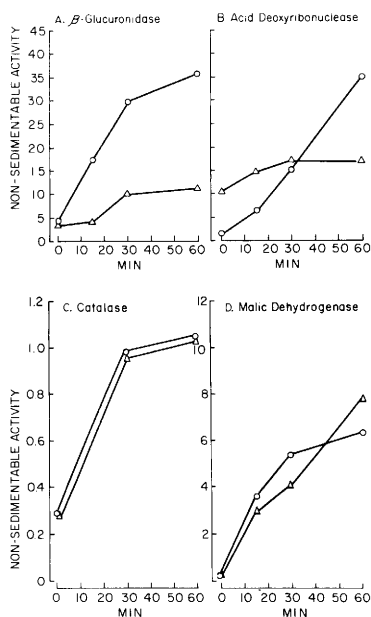 A. β-Glucuronidase
B Acid Deoxyribonuclease
NON-SEDIMENTABLE ACTIVITY
45
40
35
30
25
20
15
10
5
0
0 10 20 30 40 50 60
MIN
0 10 20 30 40 50 60
MIN
C. Catalase
D. Malic Dehydrogenase
NON-SEDIMENTABLE ACTIVITY
1.2
1.0
0.8
0.6
0.4
0.2
0
12
10
8
6
4
2
0 10 20 30 40 50 60
MIN
0 10 20 30 40 50 60
MIN